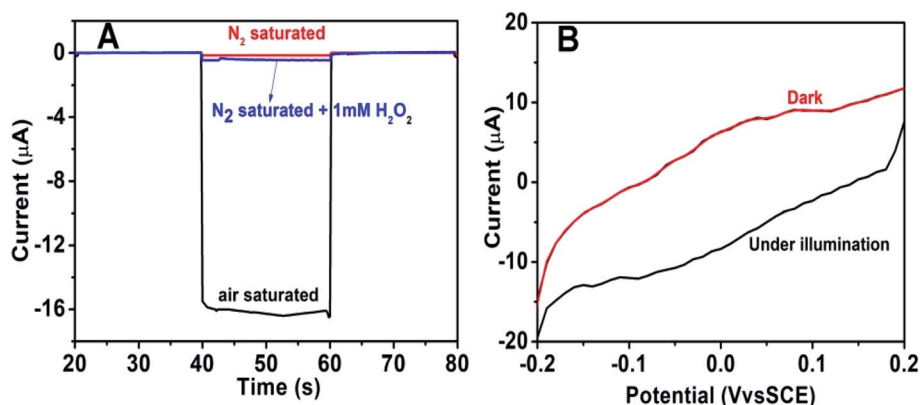 A
N₂ saturated
N₂ saturated + 1mM H₂O₂
air saturated
0
-4
-8
-12
-16
Current (µA)
20 30 40 50 60 70 80
Time (s)
B
Dark
Under illumination
20
10
0
-10
-20
Current (µA)
-0.2 -0.1 0.0 0.1 0.2
Potential (VvsSCE)